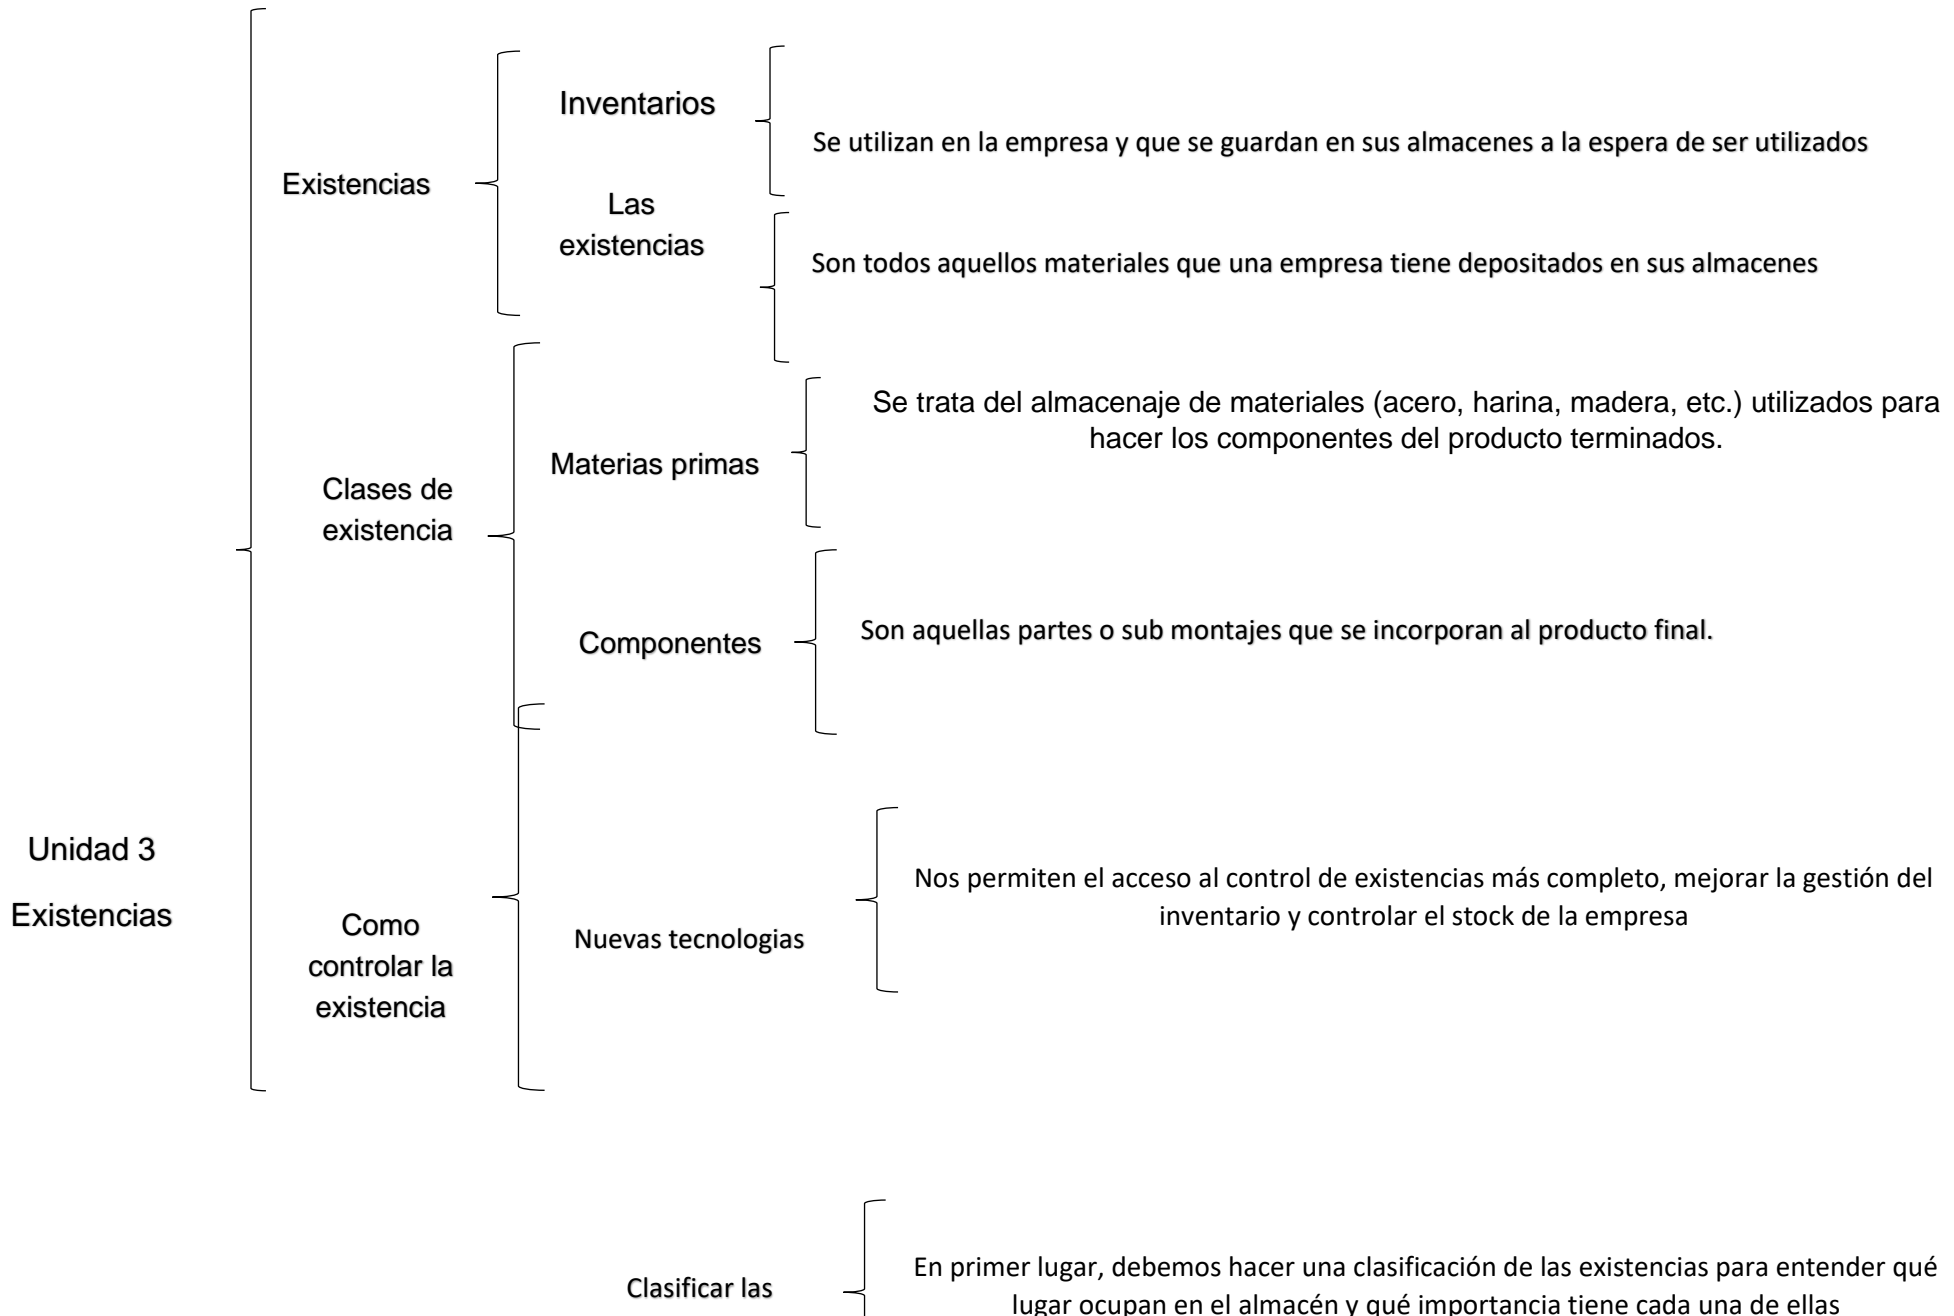 Inventarios
Se utilizan en la empresa y que se guardan en sus almacenes a la espera de ser utilizados
Existencias
Las
existencias
Son todos aquellos materiales que una empresa tiene depositados en sus almacenes
Se trata del almacenaje de materiales (acero, harina, madera, etc.) utilizados para
hacer los componentes del producto terminados.
Materias primas
Clases de
existencia
Componentes
Son aquellas partes o sub montajes que se incorporan al producto final.
Unidad 3
Existencias
Como
controlar la
existencia
Nuevas tecnologias
Nos permiten el acceso al control de existencias más completo, mejorar la gestión del
inventario y controlar el stock de la empresa
Clasificar las
En primer lugar, debemos hacer una clasificación de las existencias para entender qué
lugar ocupan en el almacén y qué importancia tiene cada una de ellas